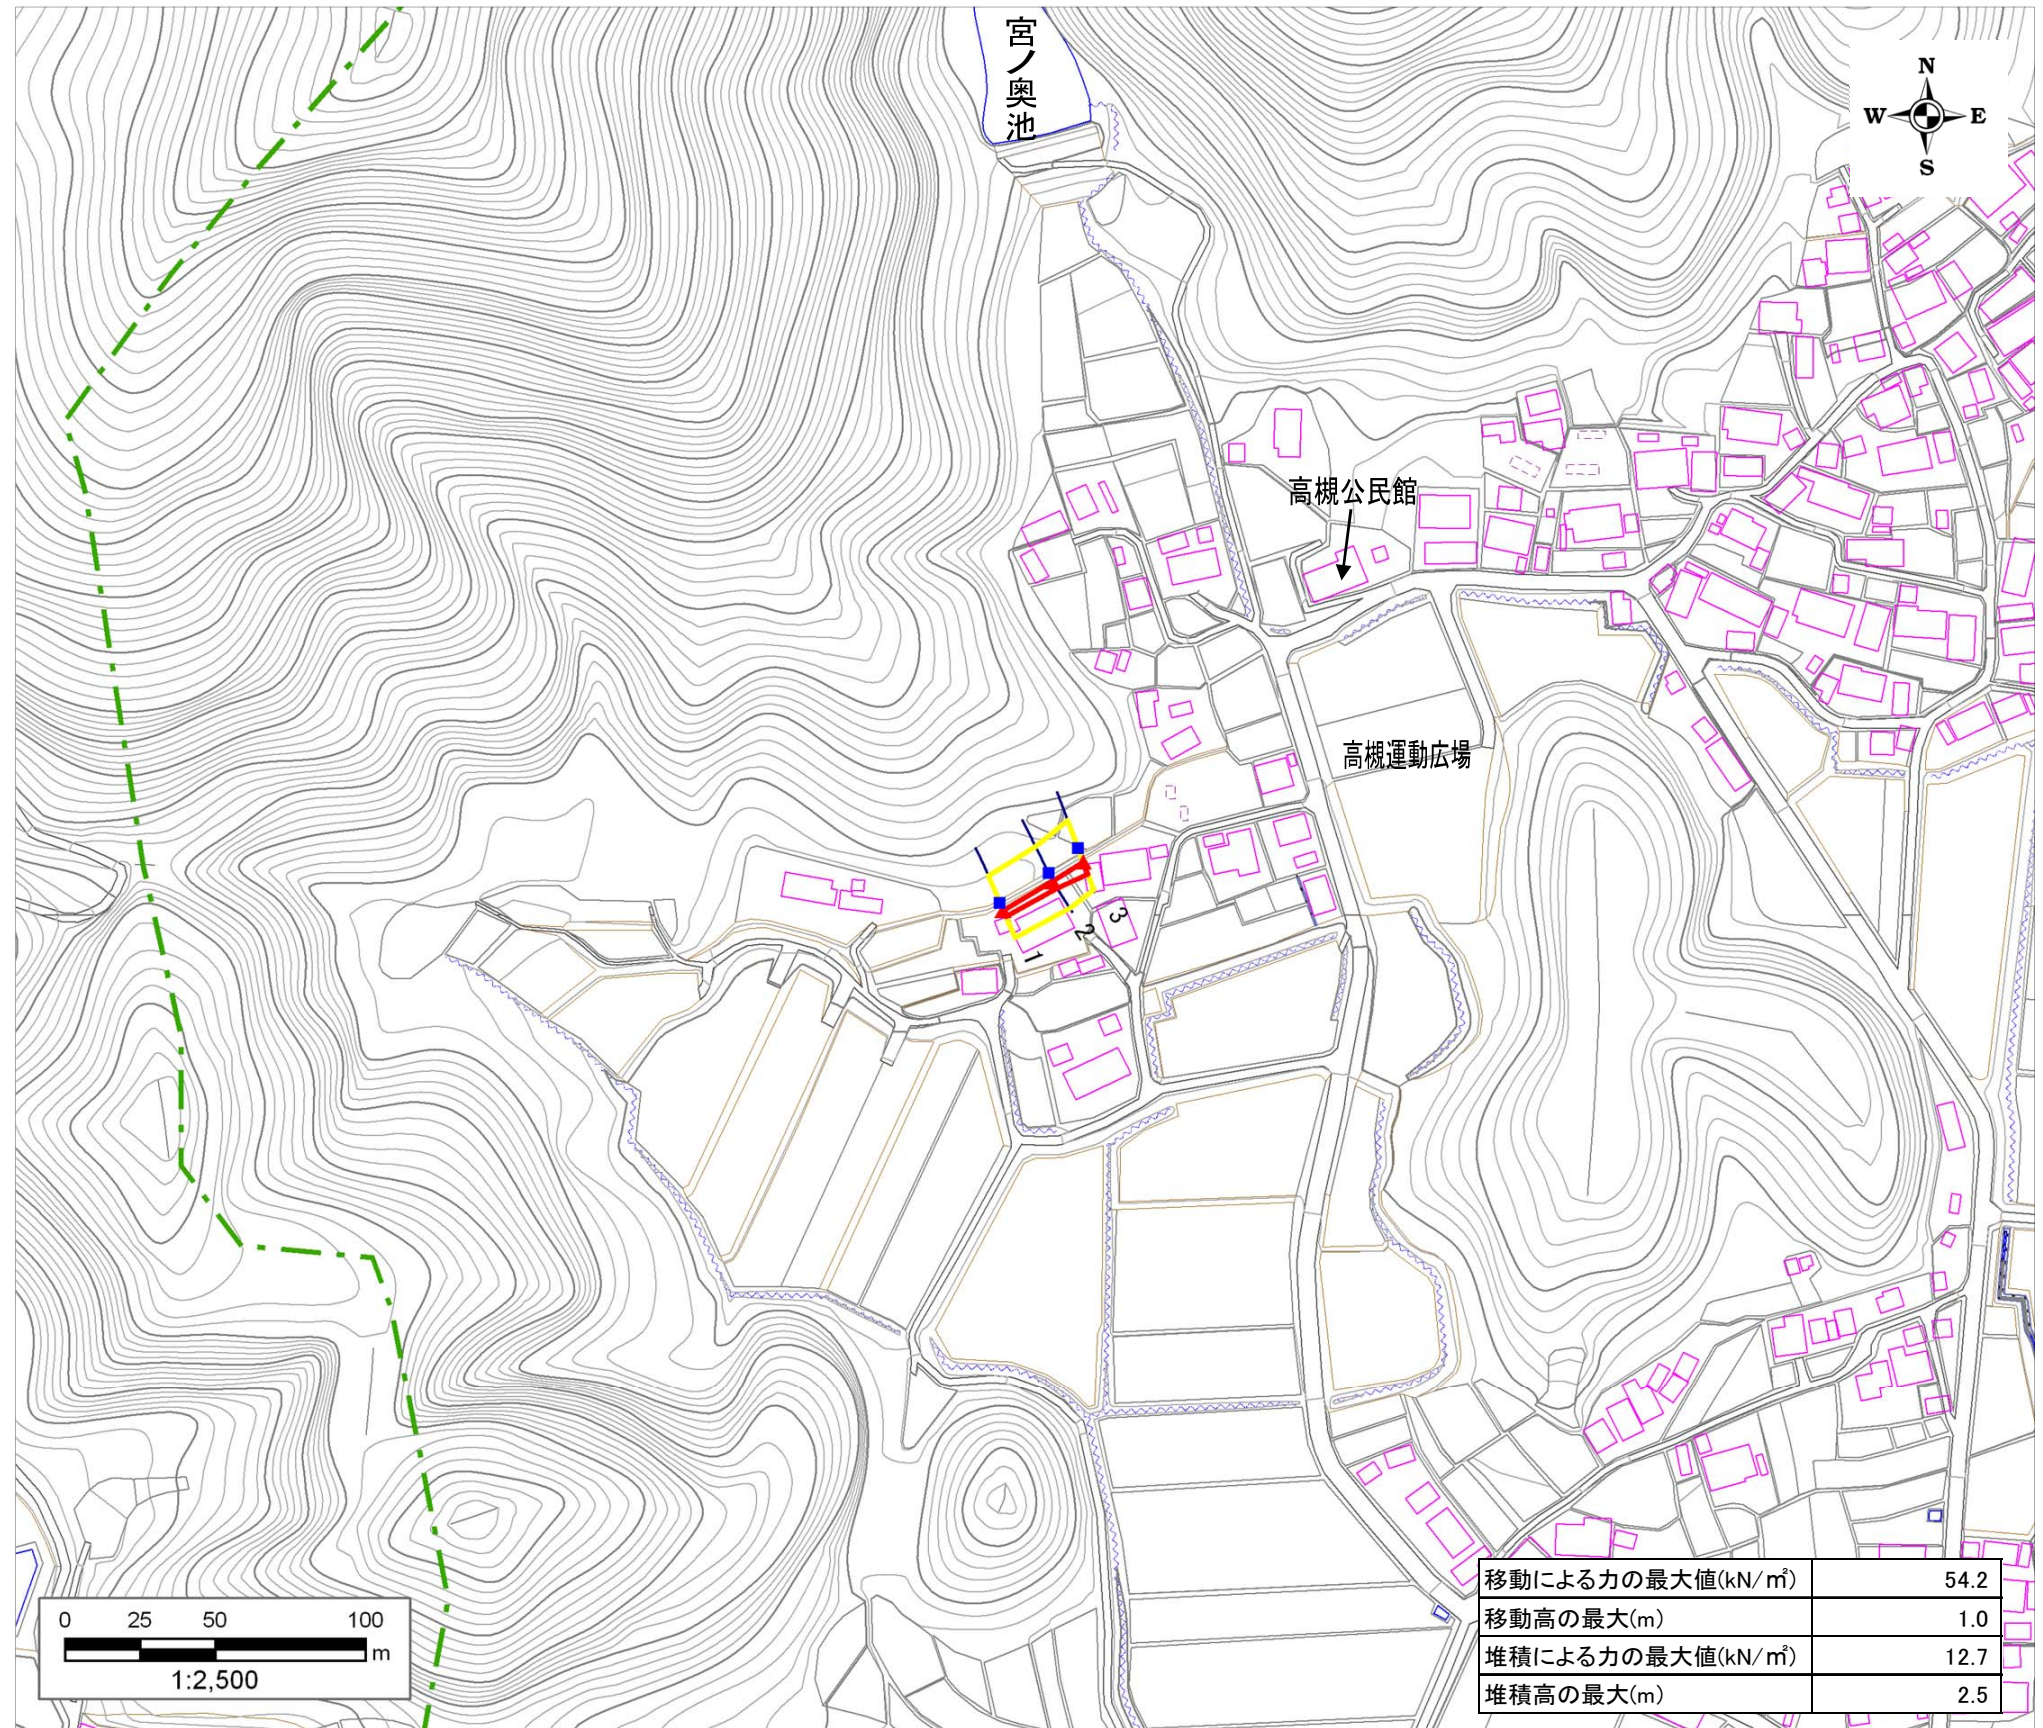 宮ノ奥池
N
W E
S
高槻公民館
高槻運動広場
3
2
1
0 25 50 100
m
1:2,500
移動による力の最大値(kN/㎡) 54.2
移動高の最大(m) 1.0
堆積による力の最大値(kN/㎡) 12.7
堆積高の最大(m) 2.5